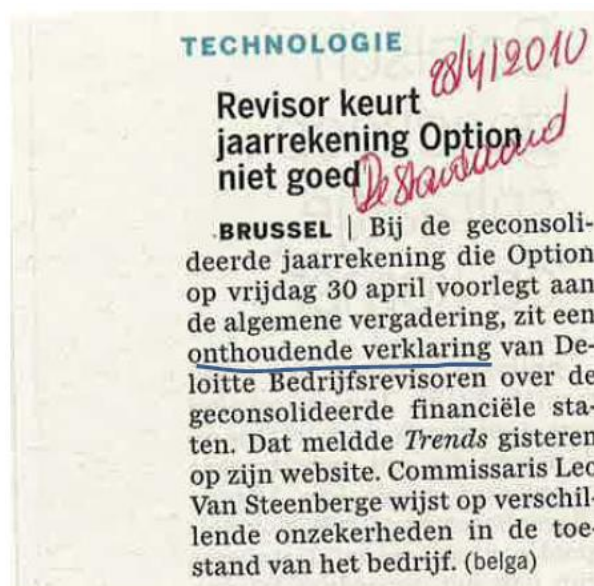 TECHNOLOGIE
28/4/2010
Revisor keurt
jaarrekening Option
niet goed
De Standaard
BRUSSEL | Bij de geconsoli-
deerde jaarrekening die Option
op vrijdag 30 april voorlegt aan
de algemene vergadering, zit een
onthoudende verklaring van De-
loitte Bedrijfsrevisoren over de
geconsolideerde financiële sta-
ten. Dat meldde Trends gisteren
op zijn website. Commissaris Leo
Van Steenberge wijst op verschil-
lende onzekerheden in de toe-
stand van het bedrijf. (belga)